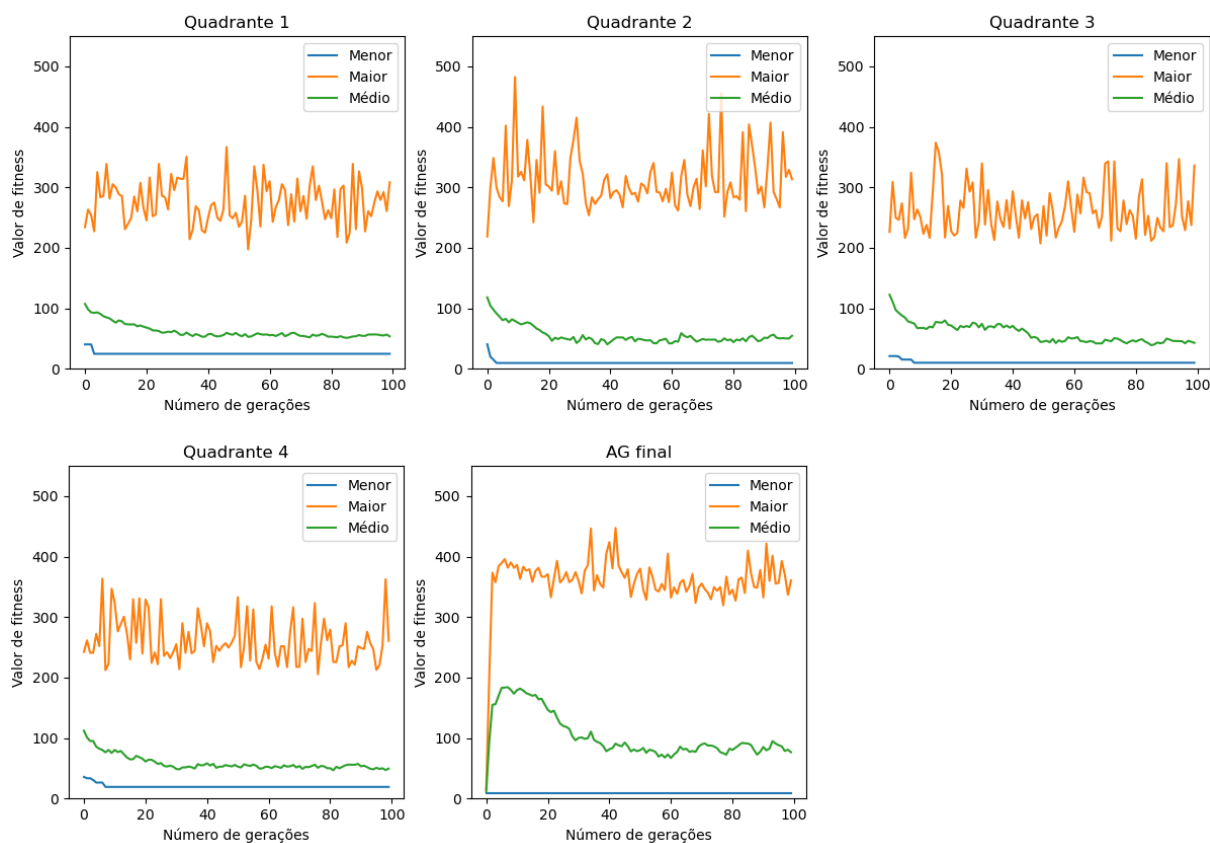 Quadrante 1
Valor de fitness
500
400
300
200
100
0
Menor
Maior
Médio
0 20 40 60 80 100
Número de gerações
Quadrante 2
Valor de fitness
500
400
300
200
100
0
Menor
Maior
Médio
0 20 40 60 80 100
Número de gerações
Quadrante 3
Valor de fitness
500
400
300
200
100
0
Menor
Maior
Médio
0 20 40 60 80 100
Número de gerações
Quadrante 4
Valor de fitness
500
400
300
200
100
0
Menor
Maior
Médio
0 20 40 60 80 100
Número de gerações
AG final
Valor de fitness
500
400
300
200
100
0
Menor
Maior
Médio
0 20 40 60 80 100
Número de gerações